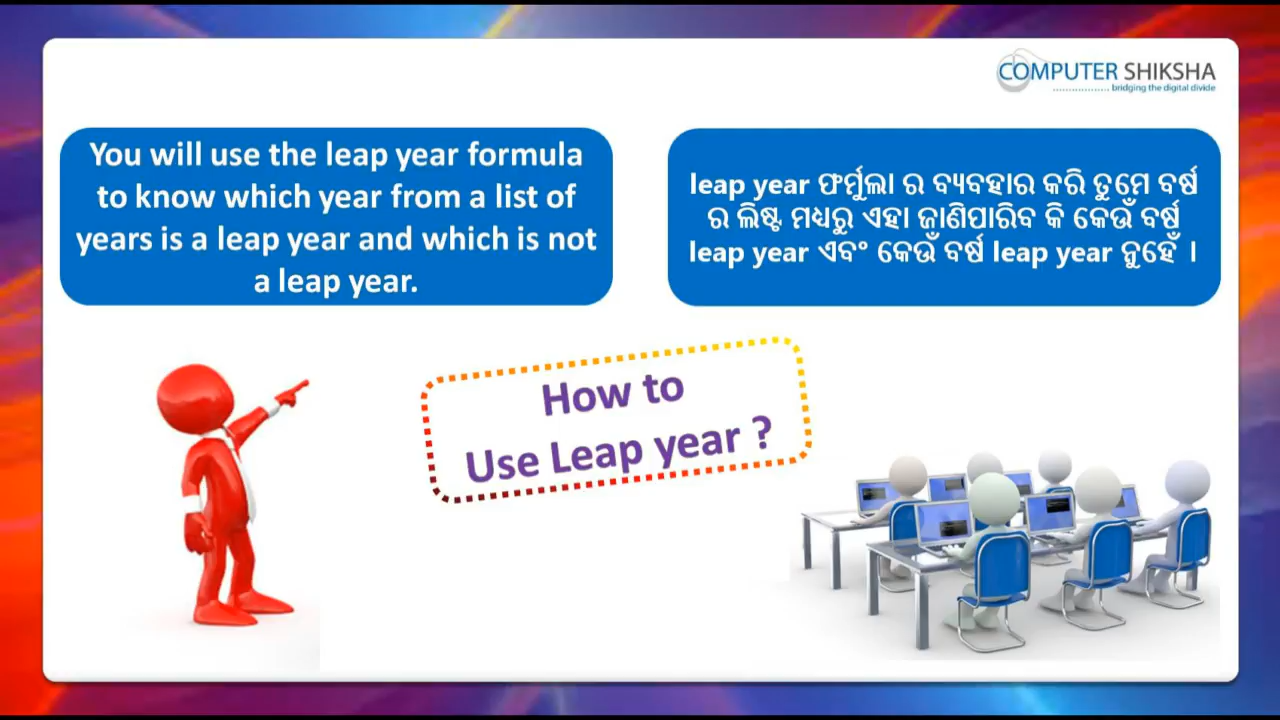 COMPUTER SHIKSHA
bridging the digital divide
You will use the leap year formula
to know which year from a list of
years is a leap year and which is not
a leap year.
leap year ଫର୍ମୁଲା ର ବ୍ୟବହାର କରି ତୁମେ ବର୍ଷ
ର ଲିଷ୍ଟ ମଧ୍ୟରୁ ଏହା ଜାଣିପାରିବ କି କେଉଁ ବର୍ଷ
leap year ଏବଂ କେଉଁ ବର୍ଷ leap year ନୁହେଁ ।
How to
Use Leap year ?